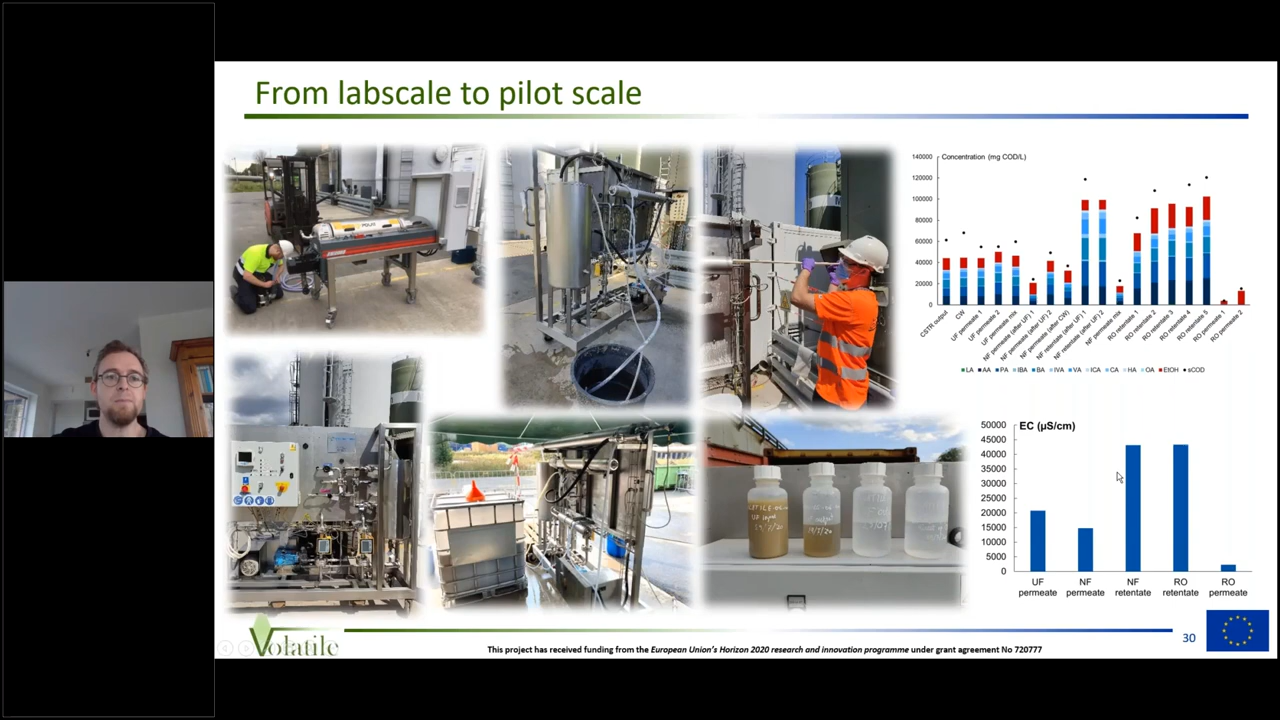 From labscale to pilot scale
Concentration (mg COD/L)
140000
120000
100000
80000
60000
40000
20000
0
CSTR output
CW
UF permeate 1
UF permeate 2
UF permeate mix
NF permeate (after UF) 1
NF permeate (after UF) 2
NF permeate (after CW)
NF retentate (after UF) 1
NF retentate (after UF) 2
NF permeate mix
RO retentate 1
RO retentate 2
RO retentate 3
RO retentate 4
RO retentate 5
RO permeate 1
RO permeate 2
LA AA PA IBA BA IVA VA ICA CA HA OA EtOH sCOD
EC (µS/cm)
50000
45000
40000
35000
30000
25000
20000
15000
10000
5000
0
UF permeate
NF permeate
NF retentate
RO retentate
RO permeate
Volatile
This project has received funding from the European Union's Horizon 2020 research and innovation programme under grant agreement No 720777
30